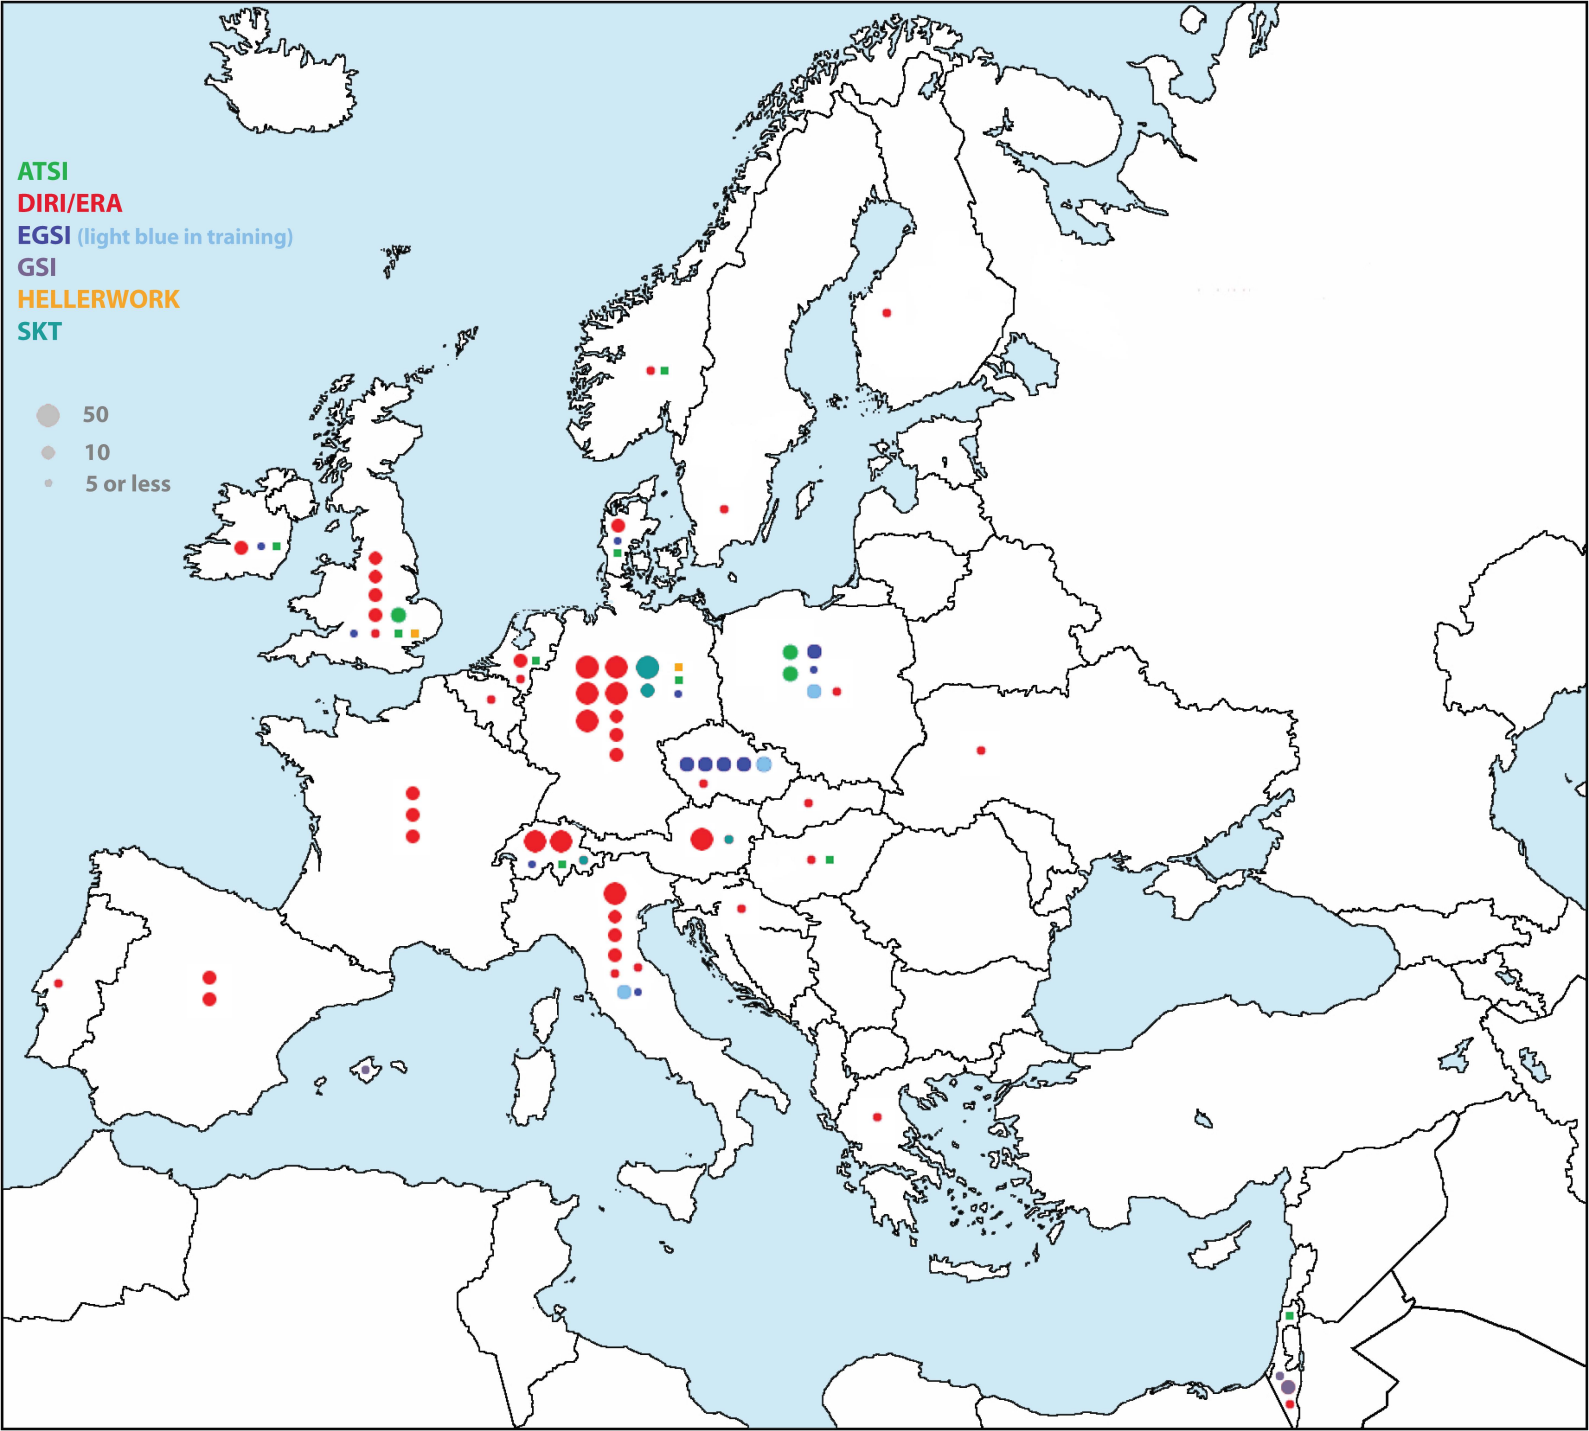 ATSI
DIRI/ERA
EGSI (light blue in training)
GSI
HELLERWORK
SKT
50
10
5 or less